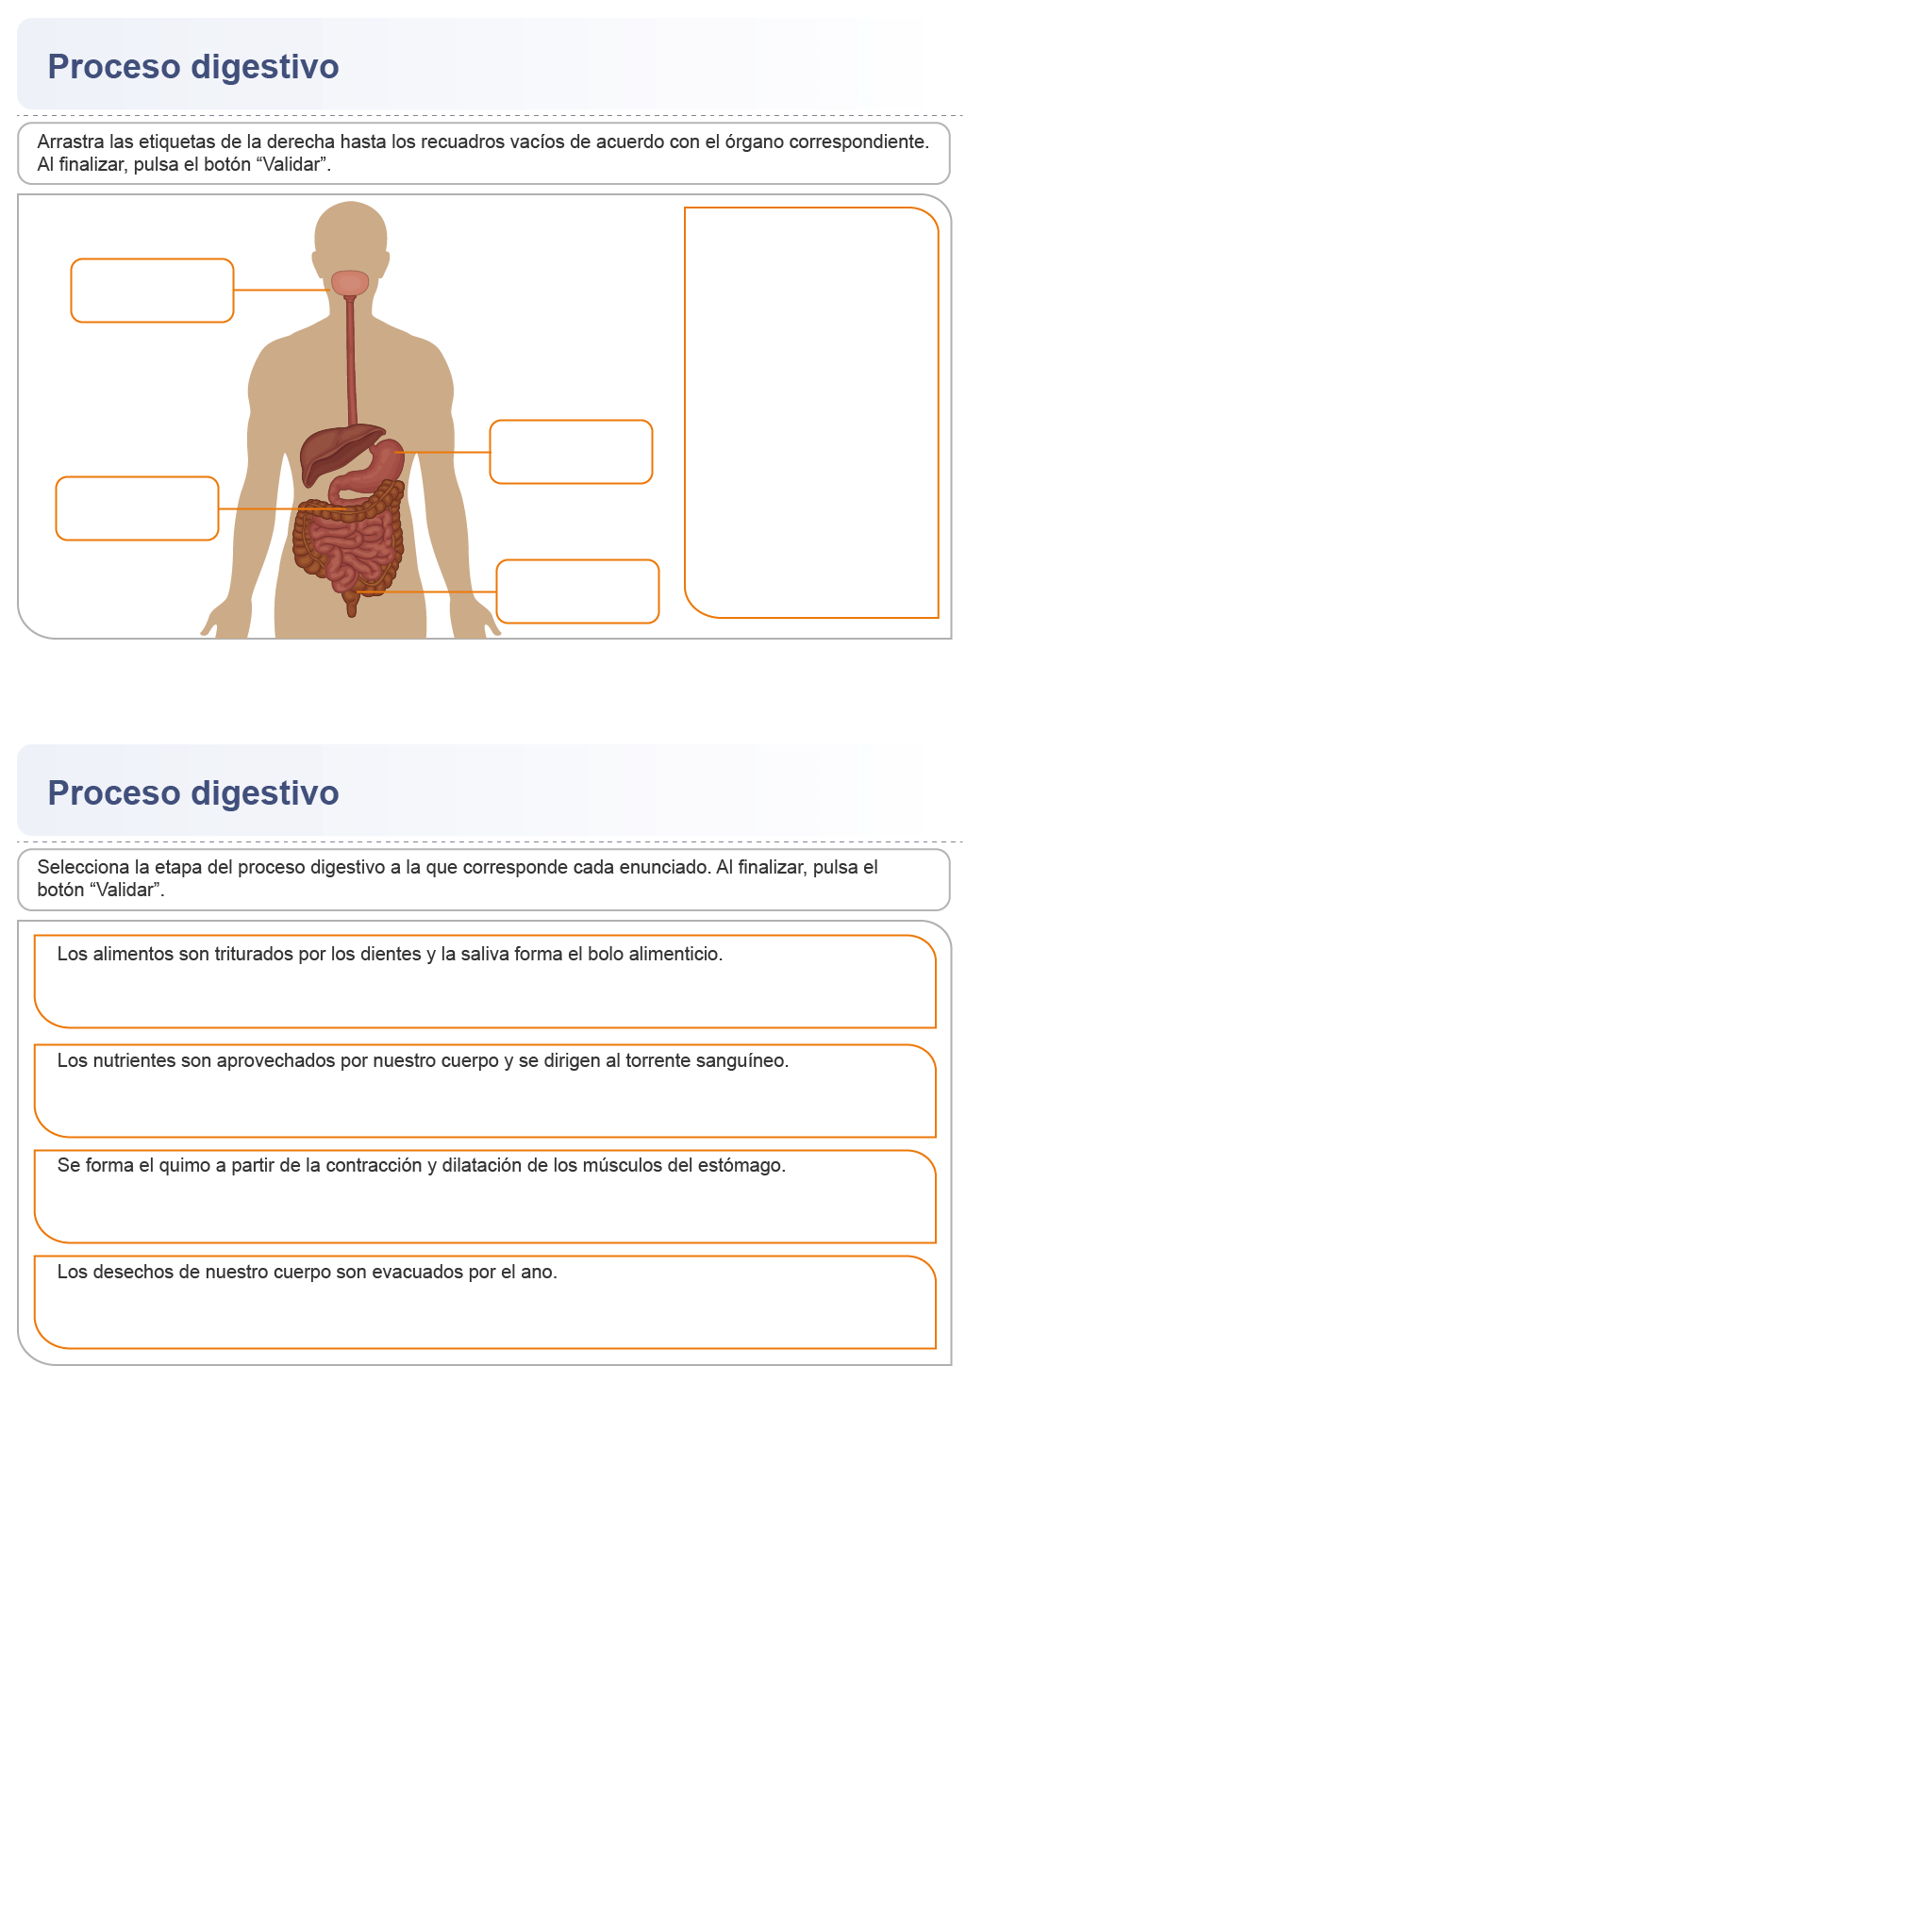 Proceso digestivo
Arrastra las etiquetas de la derecha hasta los recuadros vacíos de acuerdo con el órgano correspondiente.
Al finalizar, pulsa el botón “Validar”.
Proceso digestivo
Selecciona la etapa del proceso digestivo a la que corresponde cada enunciado. Al finalizar, pulsa el
botón “Validar”.
Los alimentos son triturados por los dientes y la saliva forma el bolo alimenticio.
Los nutrientes son aprovechados por nuestro cuerpo y se dirigen al torrente sanguíneo.
Se forma el quimo a partir de la contracción y dilatación de los músculos del estómago.
Los desechos de nuestro cuerpo son evacuados por el ano.